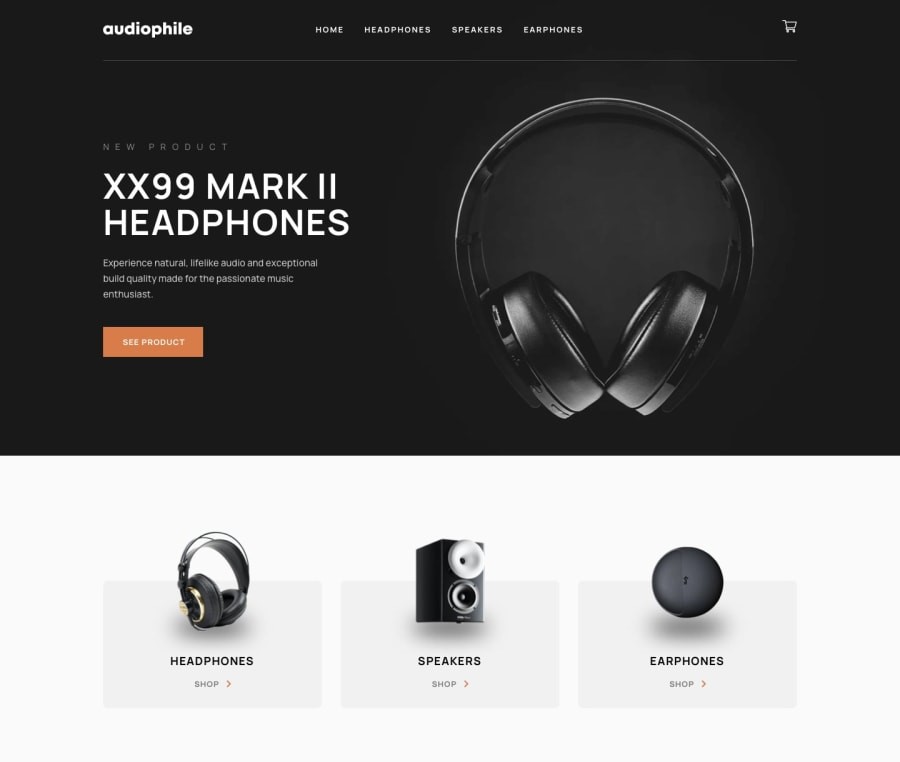 audiophile
HOME HEADPHONES SPEAKERS EARPHONES
NEW PRODUCT
XX99 MARK II
HEADPHONES
Experience natural, lifelike audio and exceptional
build quality made for the passionate music
enthusiast.
SEE PRODUCT
HEADPHONES
SHOP
SPEAKERS
SHOP
EARPHONES
SHOP